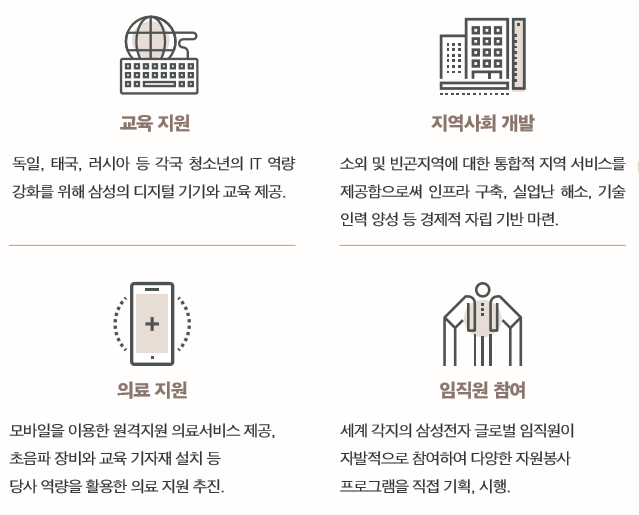 교육 지원
독일, 태국, 러시아 등 각국 청소년의 IT 역량
강화를 위해 삼성의 디지털 기기와 교육 제공.
지역사회 개발
소외 및 빈곤지역에 대한 통합적 지역 서비스를
제공함으로써 인프라 구축, 실업난 해소, 기술
인력 양성 등 경제적 자립 기반 마련.
의료 지원
모바일을 이용한 원격지원 의료서비스 제공,
초음파 장비와 교육 기자재 설치 등
당사 역량을 활용한 의료 지원 추진.
임직원 참여
세계 각지의 삼성전자 글로벌 임직원이
자발적으로 참여하여 다양한 자원봉사
프로그램을 직접 기획, 시행.